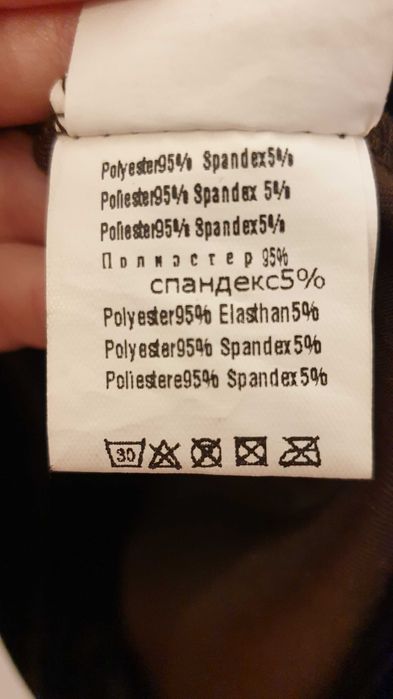 Polyester95% Spandex5%
Poliester95% Spandex 5%
Poliester95% Spandex5%
Полиэстер 95%
спандекс5%
Polyester95% Elasthan5%
Polyester95% Spandex5%
Poliestere95% Spandex5%
30